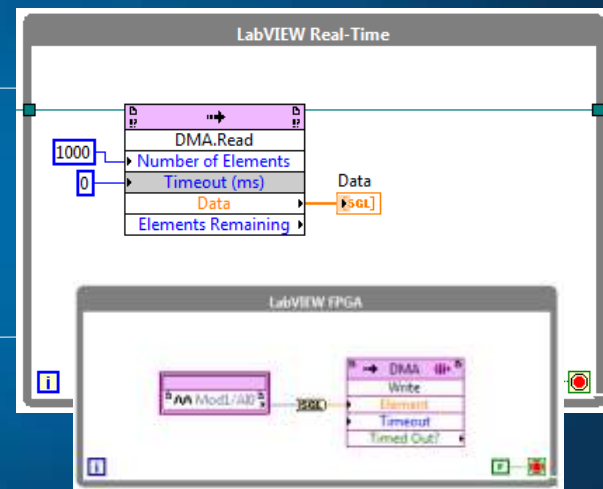 LabVIEW Real-Time
DMA.Read
1000
Number of Elements
0
Timeout (ms)
Data
Data
[SGL]
Elements Remaining
LabVIEW FPGA
DMA
Write
Mod1/AI0
SGL
Element
Timeout
Timed Out?
i
i
F